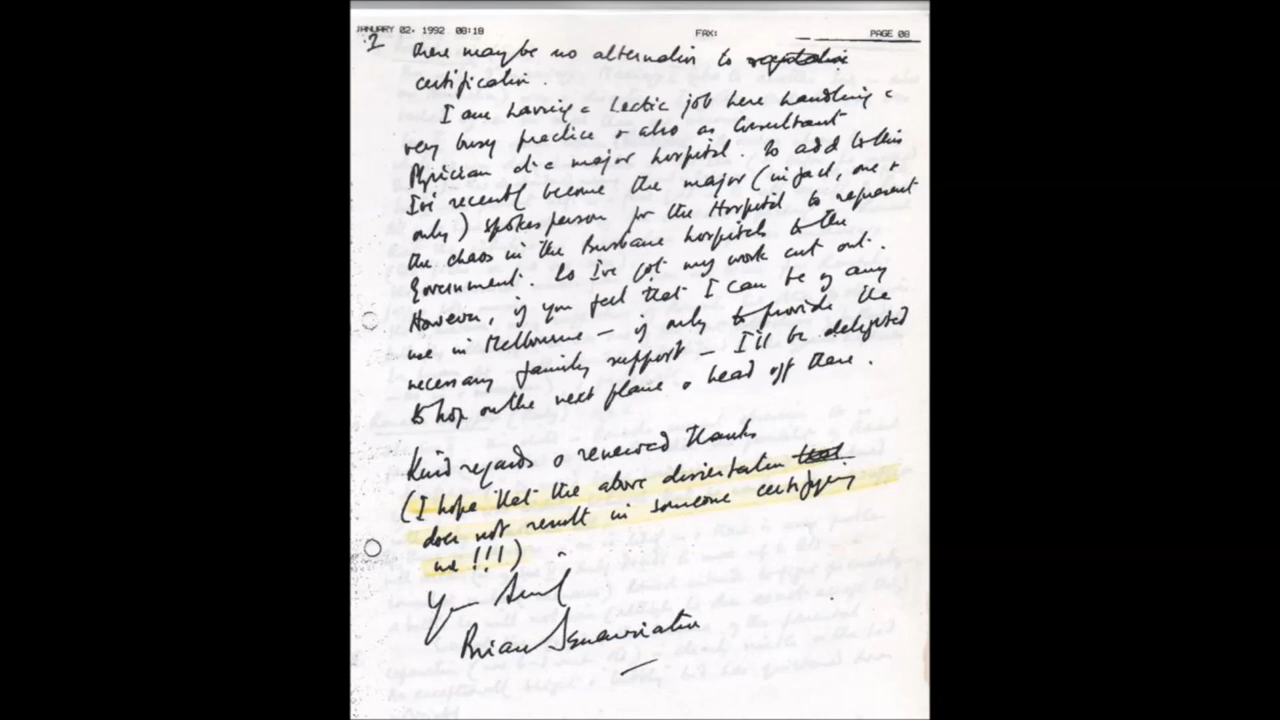 JANUARY 02. 1992 08:18 FAX: PAGE 08
there may be no alternative to
certification.
I am having a hectic job here handling a
very busy practice & also as Consultant
Physician at a major hospital. To add to this
I've recently become the major (in fact, one &
only) spokesperson for the Hospital to represent
the chaos in the Brisbane hospitals to the
Government. So I've got my work cut out.
However, if you feel that I can be of any
use in Melbourne – if only to provide the
necessary family support – I'll be delighted
to hop on the next plane & head off there.
Kind regards & renewed thanks
(I hope that the above dissertation that
does not result in someone certifying
me!!!)
Brian Senewiratne